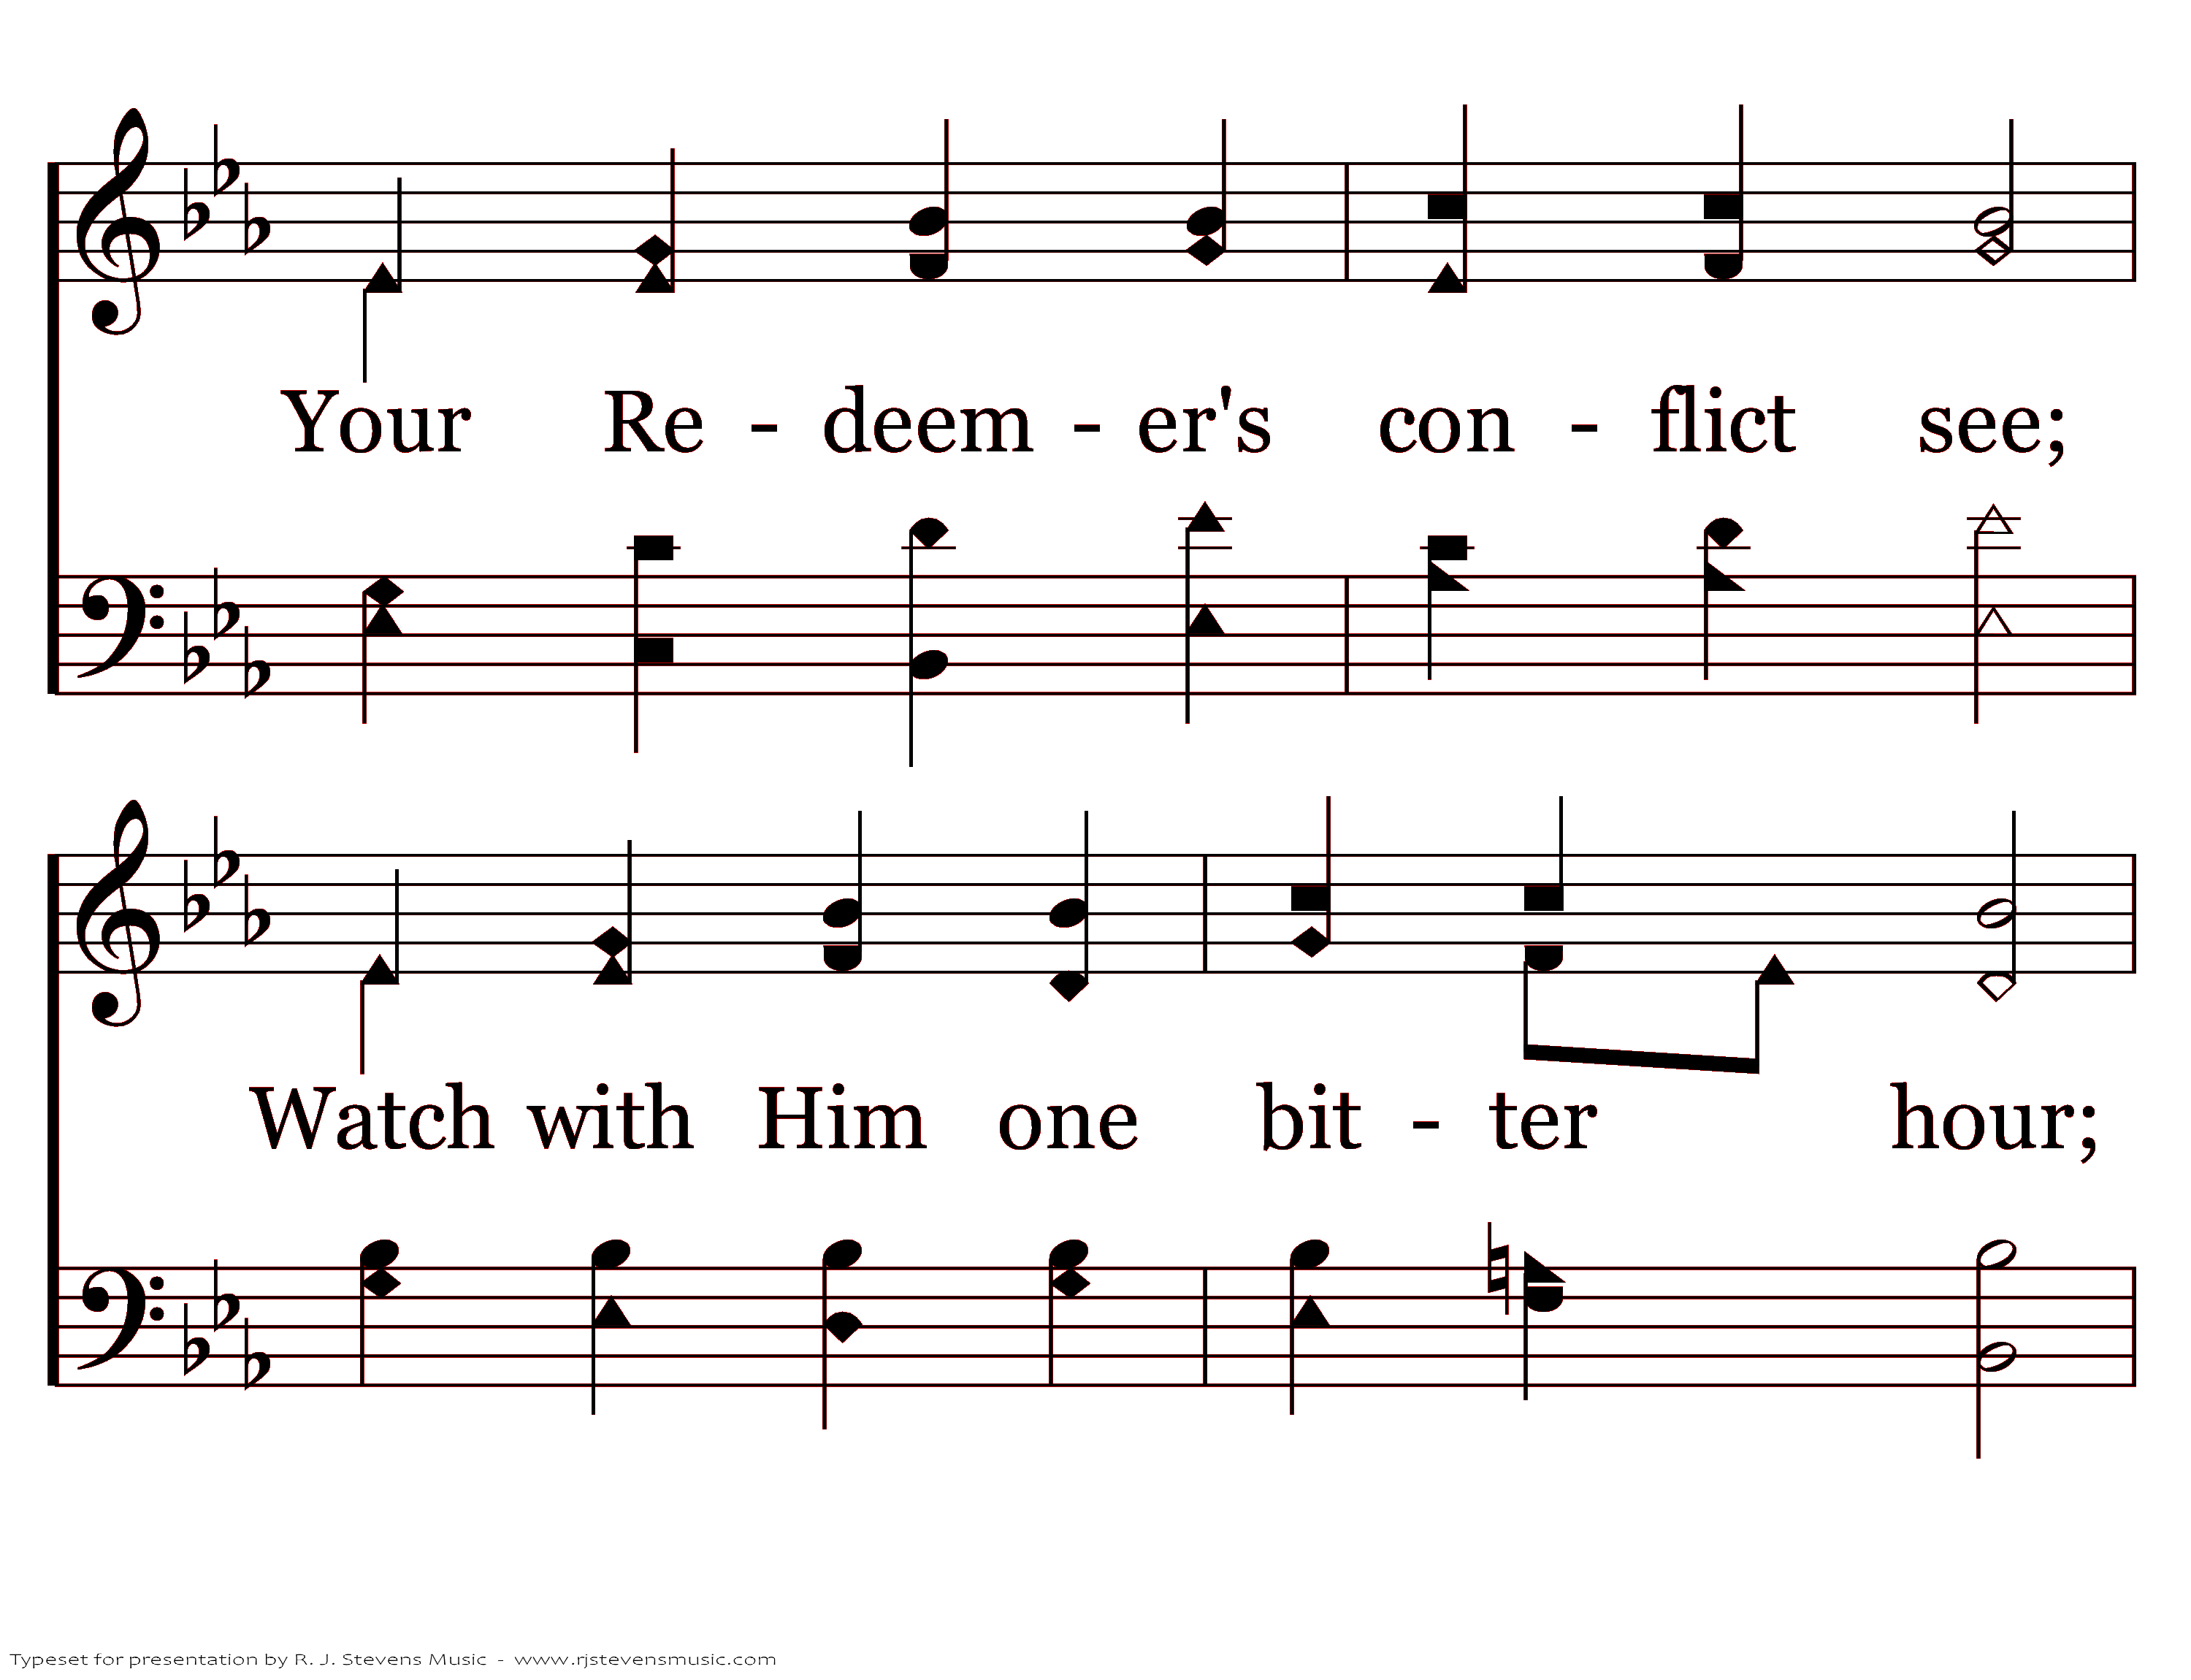 Your Re - deem - er's con - flict see;
Watch with Him one bit - ter hour;
Typeset for presentation by R. J. Stevens Music - www.rjstevensmusic.com